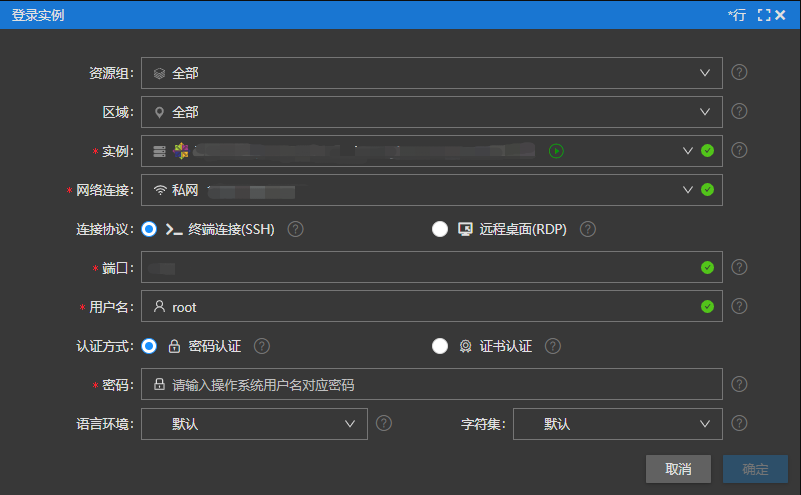 登录实例 *行
资源组: 全部 ?
区域: 全部 ?
* 实例: ?
* 网络连接: 私网
连接协议: 终端连接(SSH) ? 远程桌面(RDP) ?
* 端口: ?
* 用户名: root ?
认证方式: 密码认证 ? 证书认证 ?
* 密码: 请输入操作系统用户名对应密码 ?
语言环境: 默认 ? 字符集: 默认 ?
取消 确定